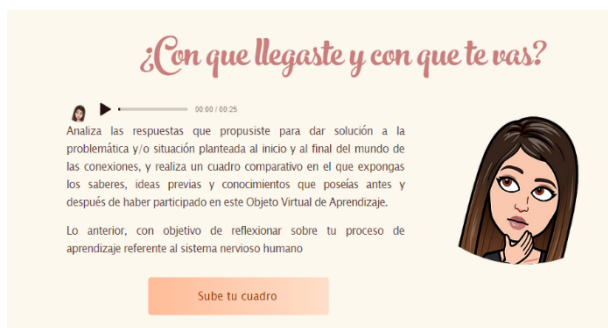 ¿Con que llegaste y con que te vas?
00:00 / 00:25
Analiza las respuestas que propusiste para dar solución a la
problemática y/o situación planteada al inicio y al final del mundo de
las conexiones, y realiza un cuadro comparativo en el que expongas
los saberes, ideas previas y conocimientos que poseías antes y
después de haber participado en este Objeto Virtual de Aprendizaje.
Lo anterior, con objetivo de reflexionar sobre tu proceso de
aprendizaje referente al sistema nervioso humano
Sube tu cuadro